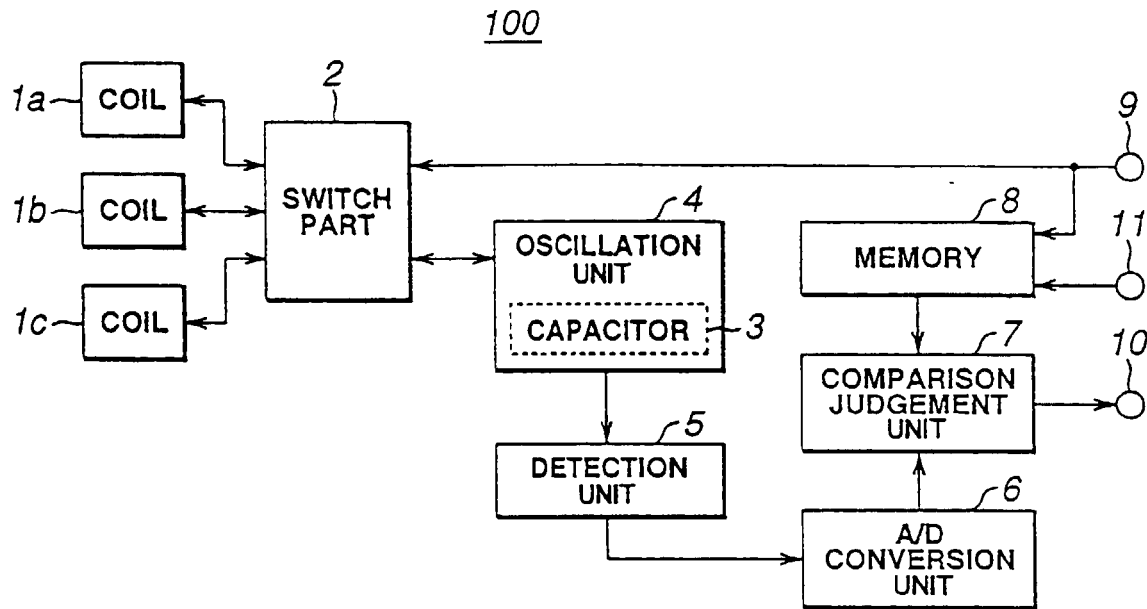 100
1a
COIL
2
9
1b
COIL
SWITCH
PART
4
8
11
OSCILLATION
UNIT
MEMORY
1c
COIL
CAPACITOR
3
7
10
COMPARISON
JUDGEMENT
UNIT
5
DETECTION
UNIT
6
A/D
CONVERSION
UNIT